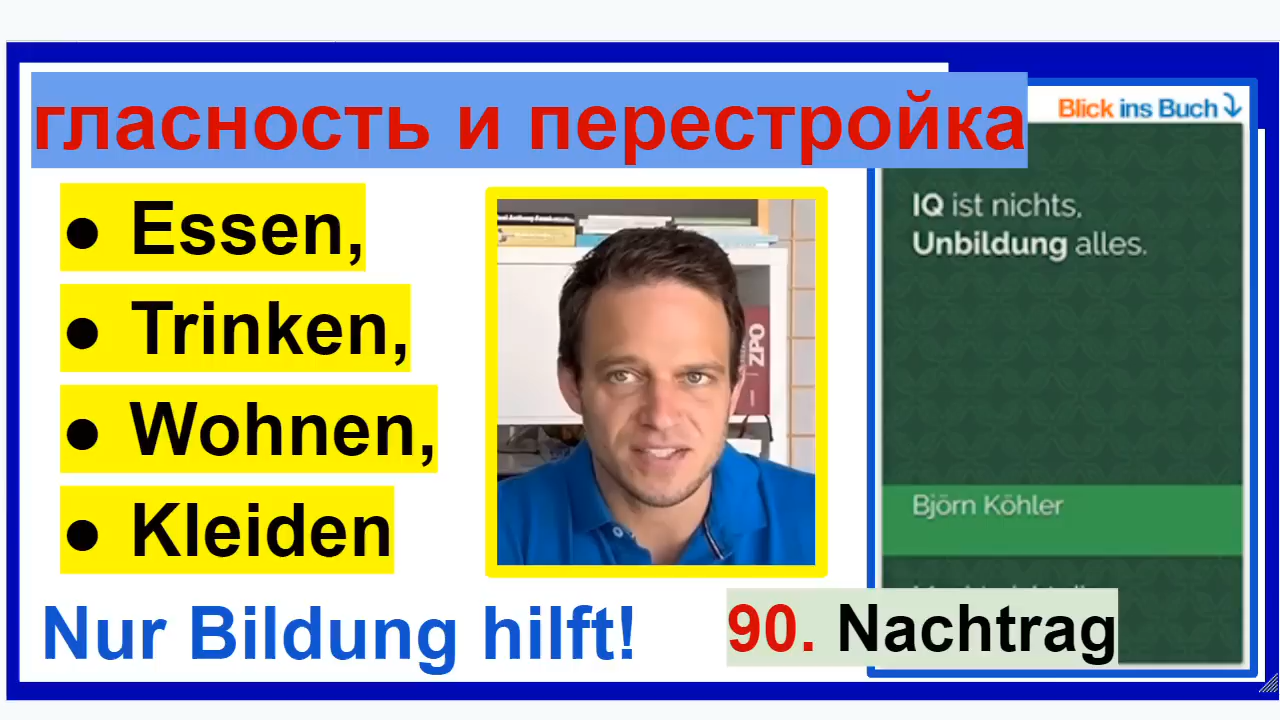 гласность и перестройка
Blick ins Buch
● Essen,
● Trinken,
● Wohnen,
● Kleiden
ZPO
IQ ist nichts,
Unbildung alles.
Björn Köhler
Nur Bildung hilft!
90. Nachtrag